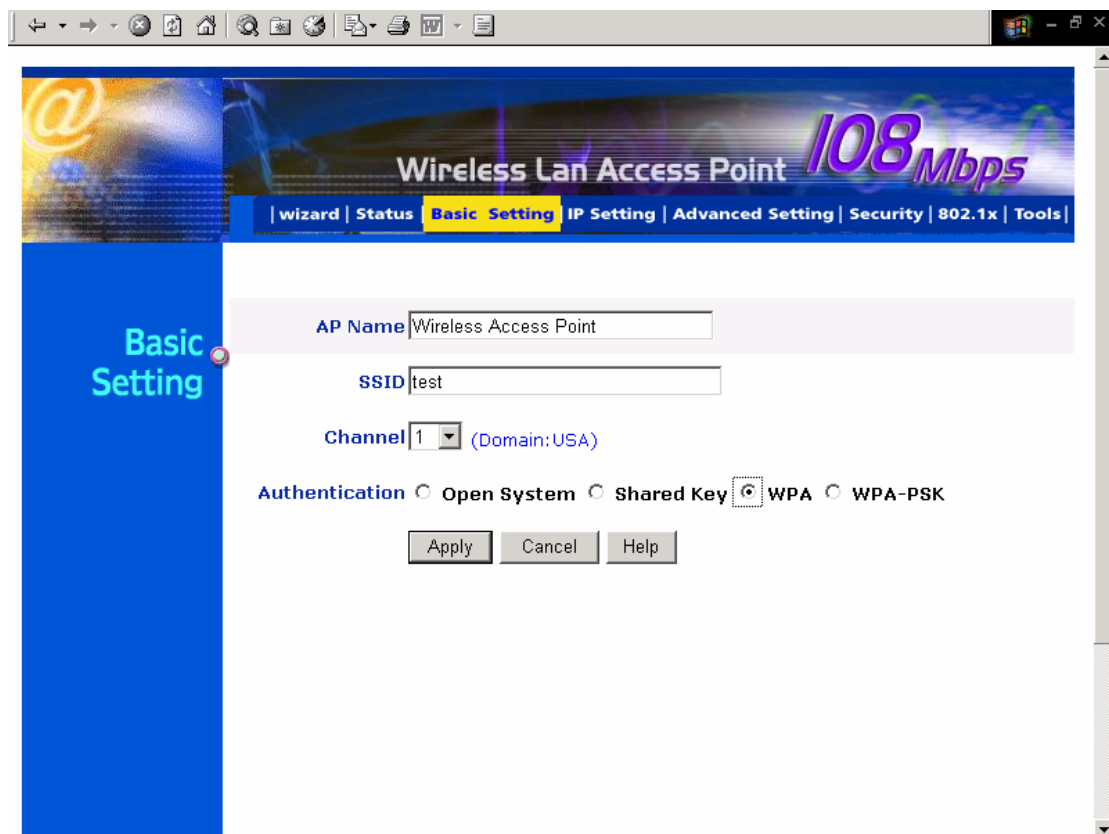 Wireless Lan Access Point 108Mbps
|wizard | Status | Basic Setting | IP Setting | Advanced Setting | Security | 802.1x | Tools|
Basic
Setting
AP Name Wireless Access Point
SSID test
Channel 1 (Domain:USA)
Authentication Open System Shared Key WPA WPA-PSK
Apply Cancel Help